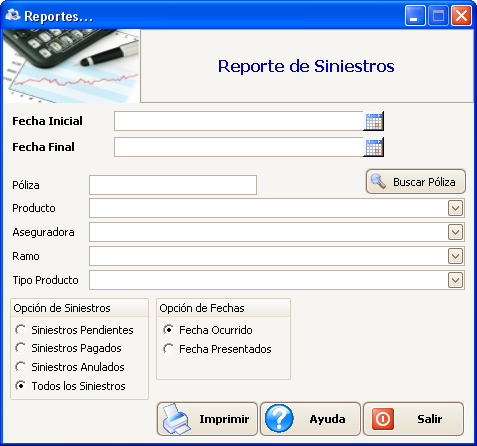 Reportes...
Reporte de Siniestros
Fecha Inicial
Fecha Final
Póliza
Buscar Póliza
Producto
Aseguradora
Ramo
Tipo Producto
Opción de Siniestros
Opción de Fechas
Siniestros Pendientes
Fecha Ocurrido
Siniestros Pagados
Fecha Presentados
Siniestros Anulados
Todos los Siniestros
Imprimir
Ayuda
Salir